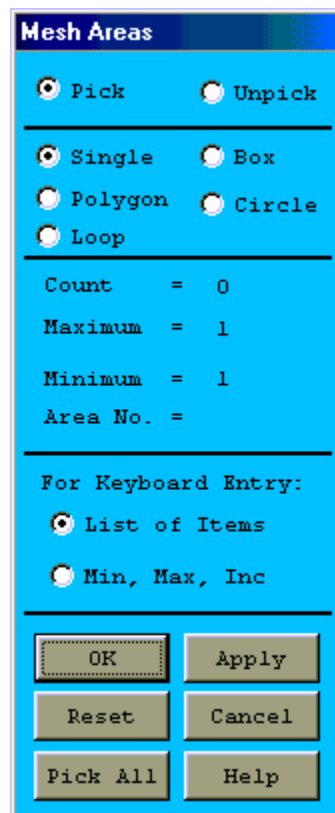 Mesh Areas
Pick Unpick
Single Box
Polygon Circle
Loop
Count = 0
Maximum = 1
Minimum = 1
Area No. =
For Keyboard Entry:
List of Items
Min, Max, Inc
OK Apply
Reset Cancel
Pick All Help